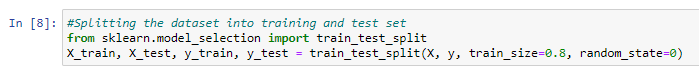 In [8]: #Splitting the dataset into training and test set
from sklearn.model_selection import train_test_split
X_train, X_test, y_train, y_test = train_test_split(X, y, train_size=0.8, random_state=0)